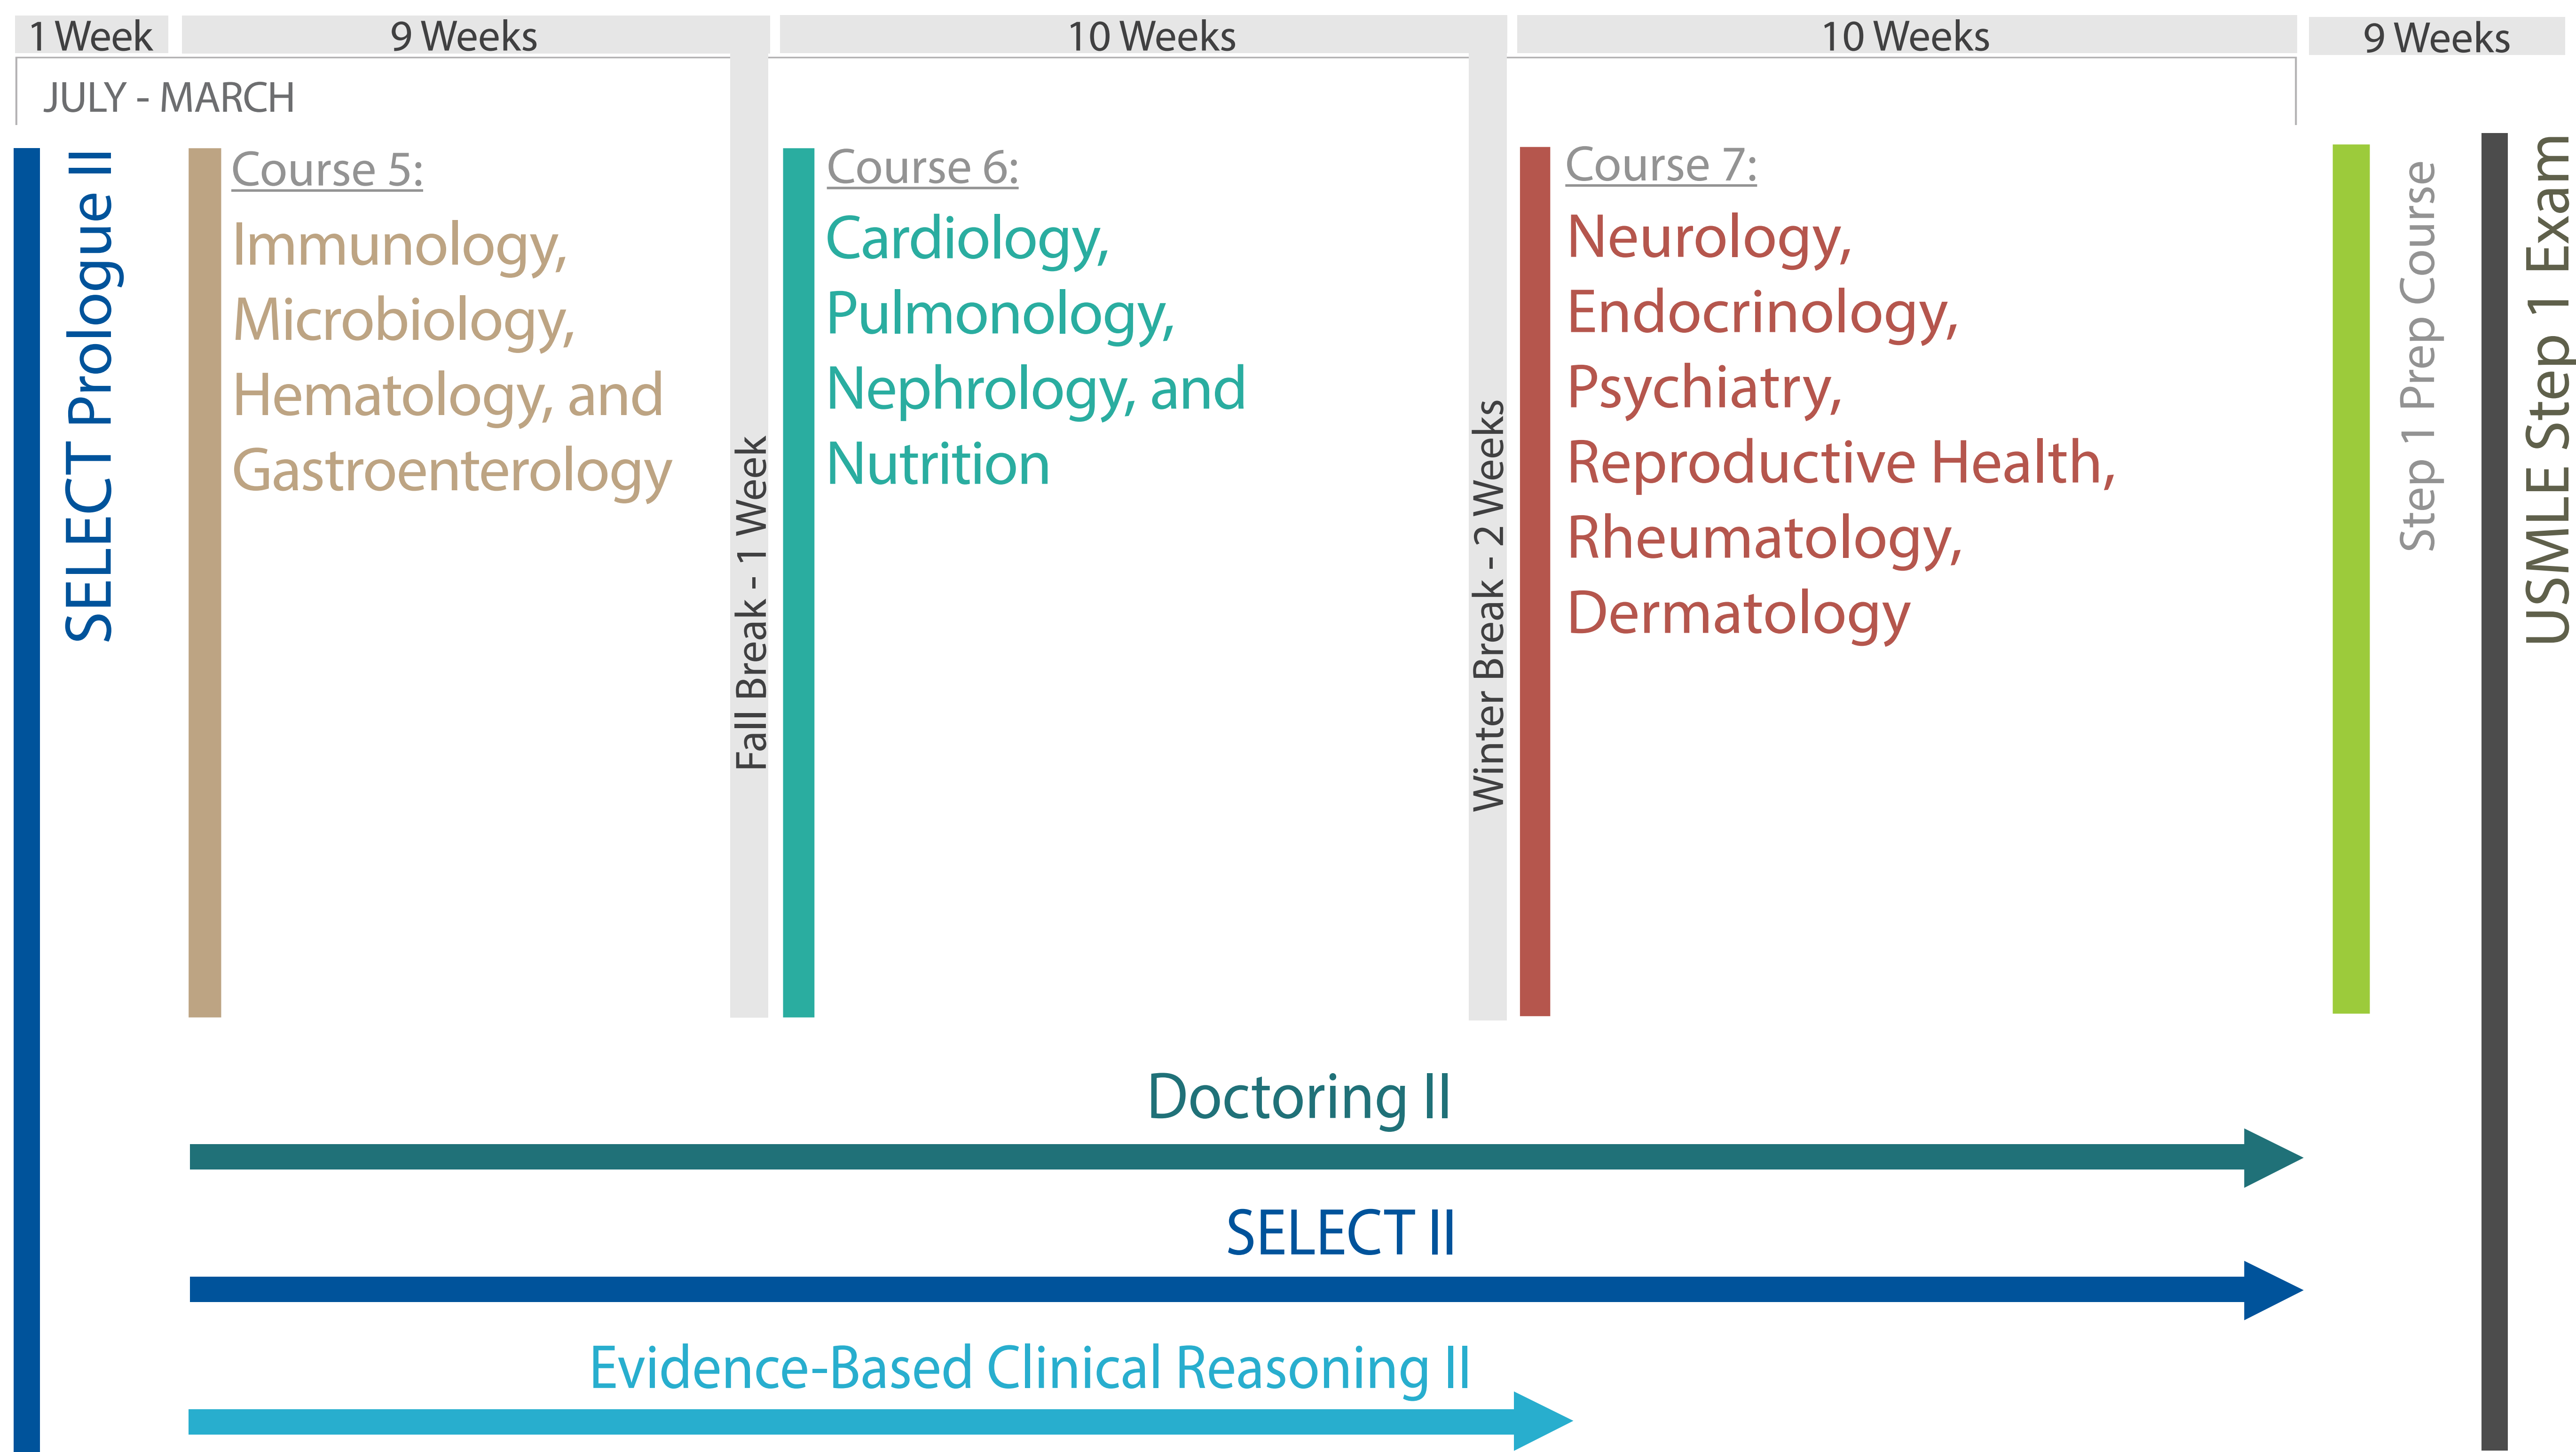 1 Week
9 Weeks
10 Weeks
10 Weeks
9 Weeks
JULY - MARCH
SELECT Prologue II
Course 5:
Immunology,
Microbiology,
Hematology, and
Gastroenterology
Fall Break - 1 Week
Course 6:
Cardiology,
Pulmonology,
Nephrology, and
Nutrition
Winter Break - 2 Weeks
Course 7:
Neurology,
Endocrinology,
Psychiatry,
Reproductive Health,
Rheumatology,
Dermatology
Step 1 Prep Course
USMLE Step 1 Exam
Doctoring II
SELECT II
Evidence-Based Clinical Reasoning II